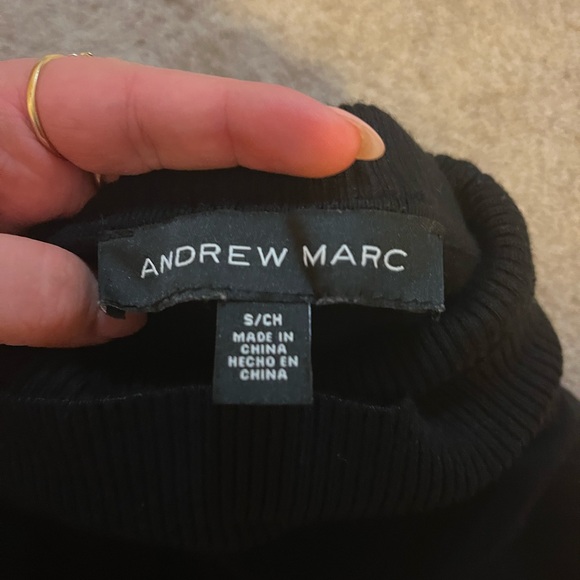 ANDREW MARC
S/CH
MADE IN
CHINA
HECHO EN
CHINA